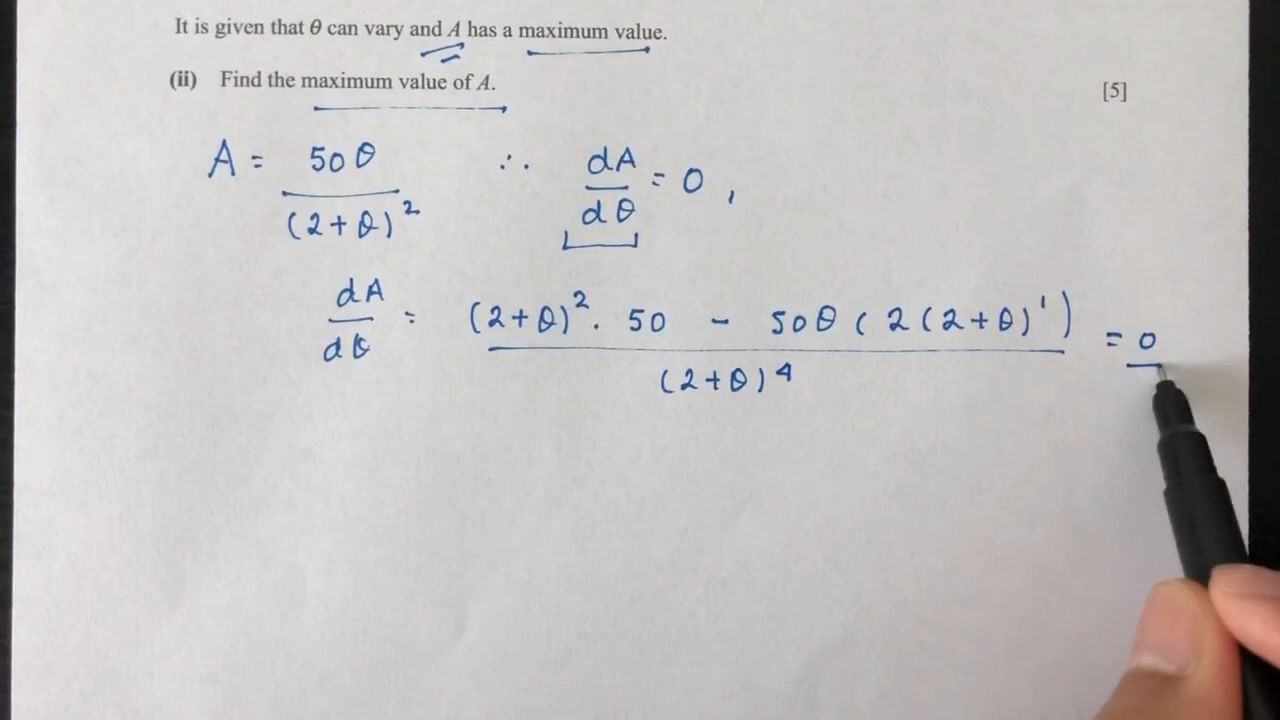 It is given that θ can vary and A has a maximum value.
(ii) Find the maximum value of A. [5]
A = 50θ / (2+θ)² ∴ dA/dθ = 0,
dA/dθ = (2+θ)². 50 - 50θ(2(2+θ)¹) / (2+θ)⁴ = 0